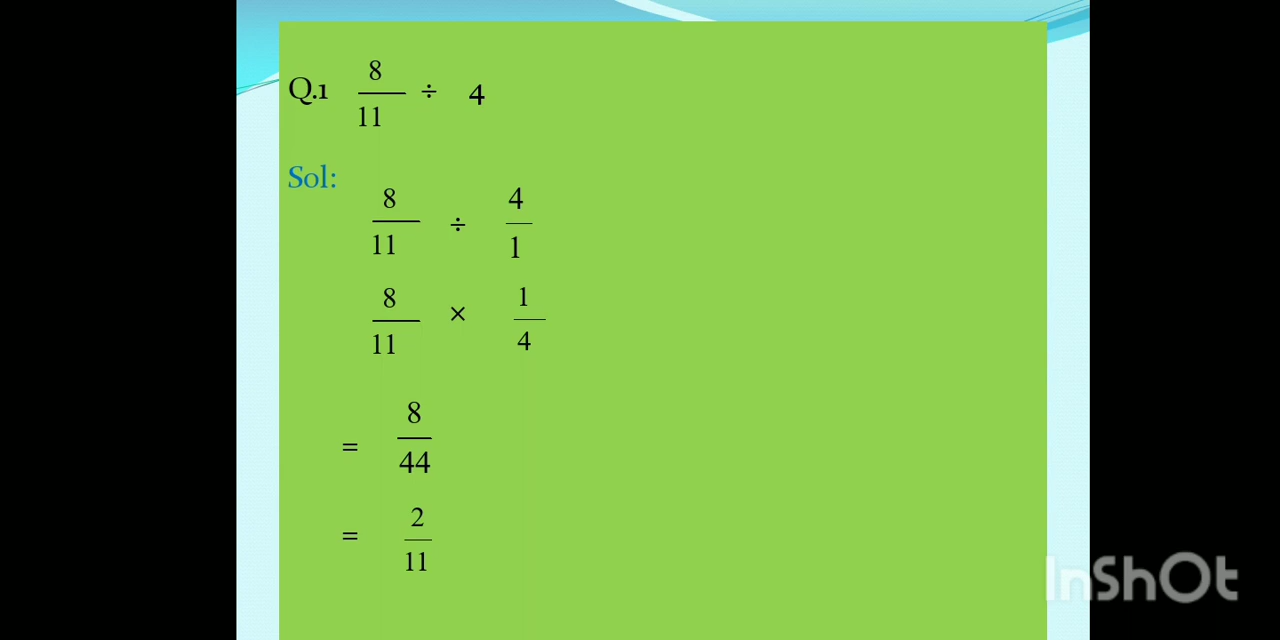 Q.1 8/11 ÷ 4
Sol:
8/11 ÷ 4/1
8/11 × 1/4
= 8/44
= 2/11
InShOt